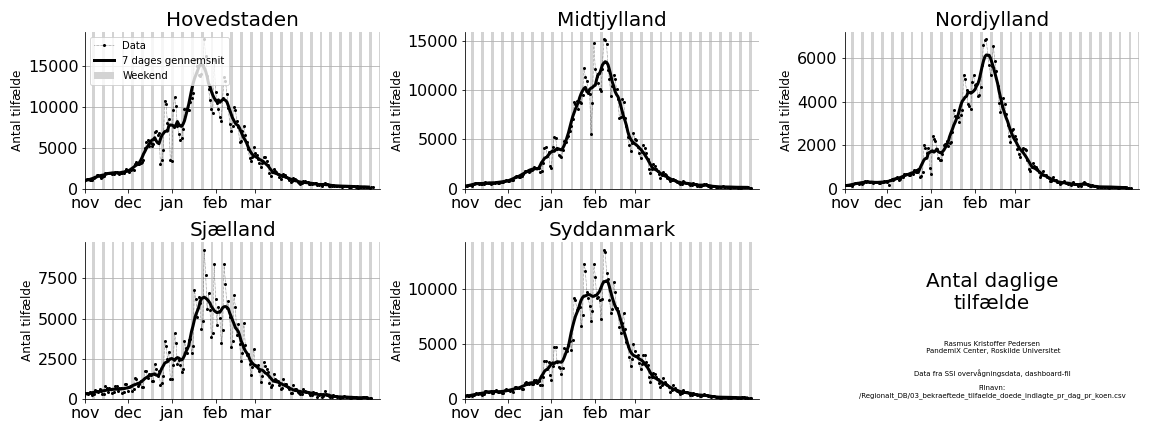 Hovedstaden
Data
7 dages gennemsnit
Weekend
Antal tilfælde
15000
10000
5000
0
nov dec jan feb mar
Midtjylland
Antal tilfælde
15000
10000
5000
0
nov dec jan feb mar
Nordjylland
Antal tilfælde
6000
4000
2000
0
nov dec jan feb mar
Sjælland
Antal tilfælde
7500
5000
2500
0
nov dec jan feb mar
Syddanmark
Antal tilfælde
10000
5000
0
nov dec jan feb mar
Antal daglige
tilfælde
Rasmus Kristoffer Pedersen
PandemiX Center, Roskilde Universitet
Data fra SSI overvågningsdata, dashboard-fil
Filnavn:
/Regionalt_DB/03_bekraeftede_tilfaelde_doede_indlagte_pr_dag_pr_koen.csv